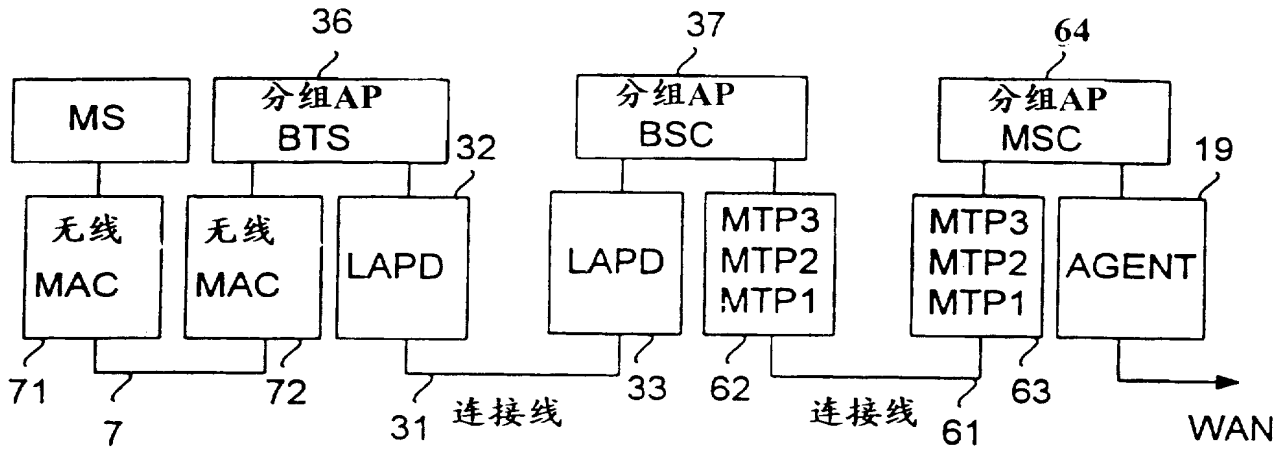 36
37
64
MS
分组AP
BTS
32
分组AP
BSC
分组AP
MSC
19
无线
MAC
无线
MAC
LAPD
LAPD
MTP3
MTP2
MTP1
MTP3
MTP2
MTP1
AGENT
71
7
72
31
连接线
33
62
连接线
61
63
WAN